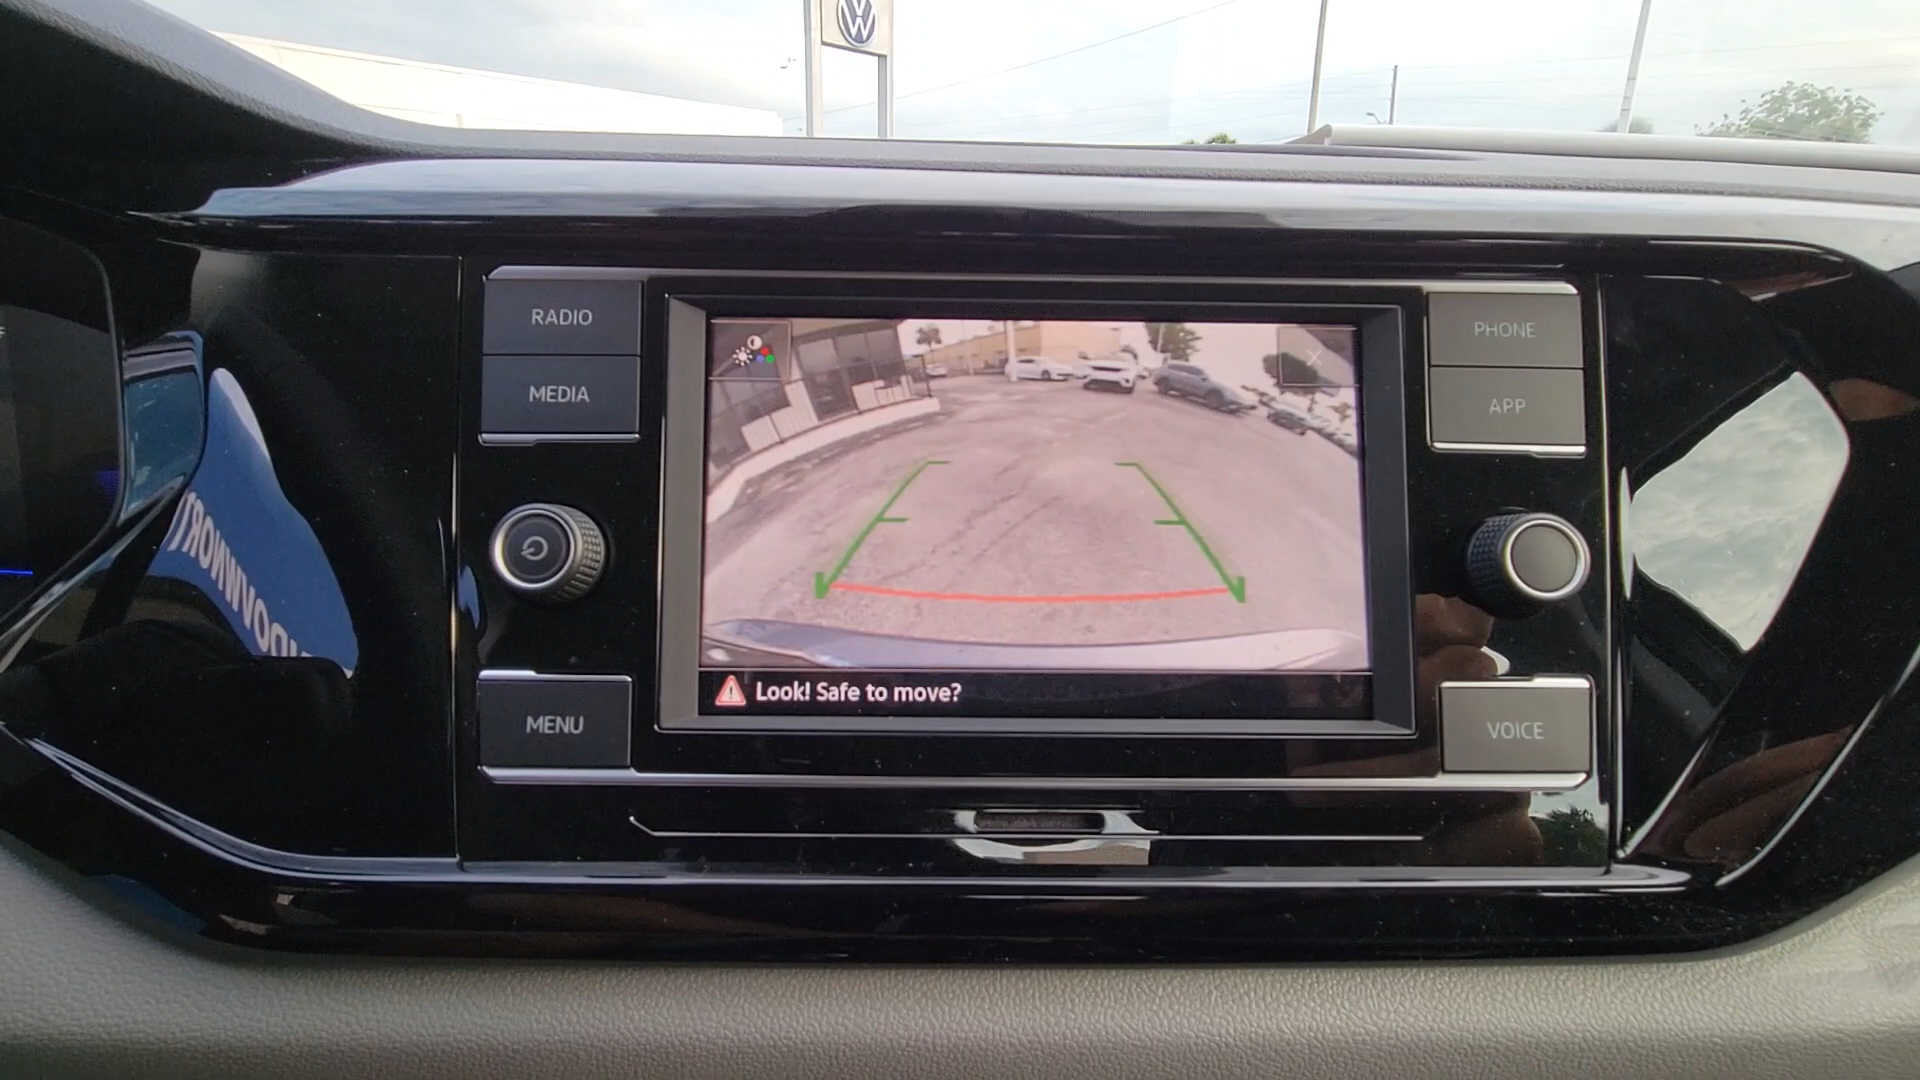 RADIO
MEDIA
MENU
PHONE
APP
VOICE
Look! Safe to move?